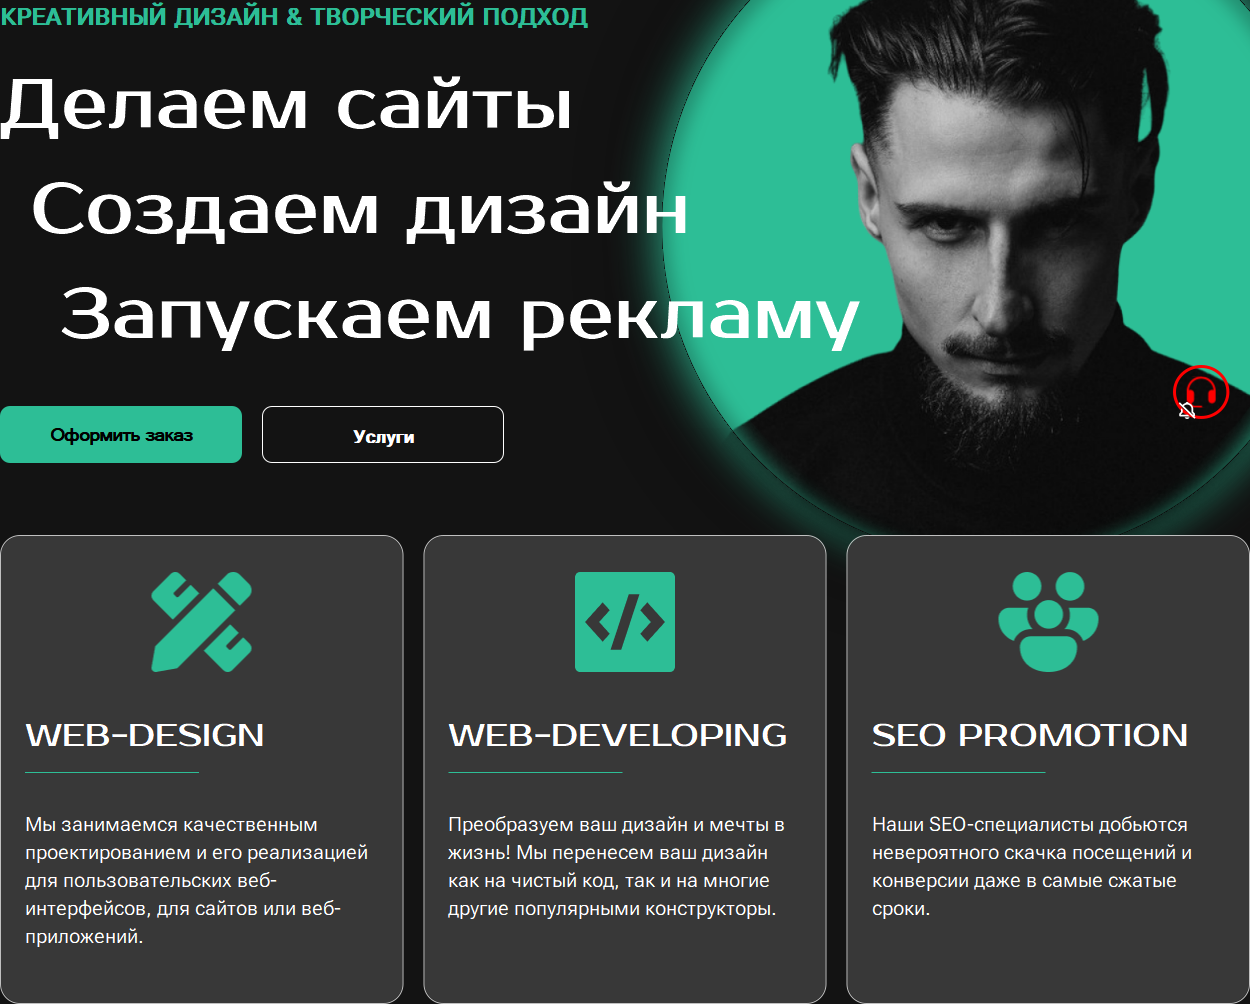 КРЕАТИВНЫЙ ДИЗАЙН & ТВОРЧЕСКИЙ ПОДХОД
Делаем сайты
Создаем дизайн
Запускаем рекламу
Оформить заказ
Услуги
WEB-DESIGN
Мы занимаемся качественным
проектированием и его реализацией
для пользовательских веб-
интерфейсов, для сайтов или веб-
приложений.
WEB-DEVELOPING
Преобразуем ваш дизайн и мечты в
жизнь! Мы перенесем ваш дизайн
как на чистый код, так и на многие
другие популярными конструкторы.
SEO PROMOTION
Наши SEO-специалисты добьются
невероятного скачка посещений и
конверсии даже в самые сжатые
сроки.